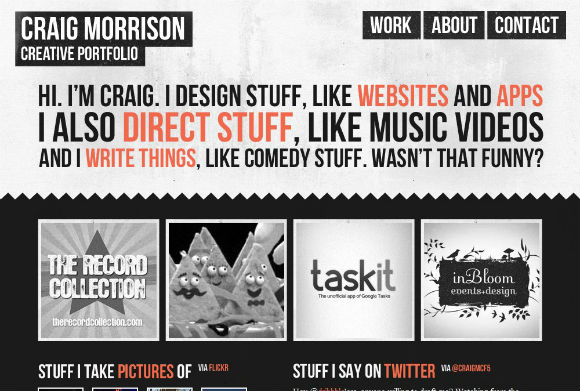 CRAIG MORRISON
CREATIVE PORTFOLIO
WORK ABOUT CONTACT
HI. I'M CRAIG. I DESIGN STUFF, LIKE WEBSITES AND APPS
I ALSO DIRECT STUFF, LIKE MUSIC VIDEOS
AND I WRITE THINGS, LIKE COMEDY STUFF. WASN'T THAT FUNNY?
THE RECORD
COLLECTION
therecordcollection.com
taskit
The unofficial app of Google Tasks
inBloom
events+design
STUFF I TAKE PICTURES OF VIA FLICKR
STUFF I SAY ON TWITTER VIA @CRAIGMCFS